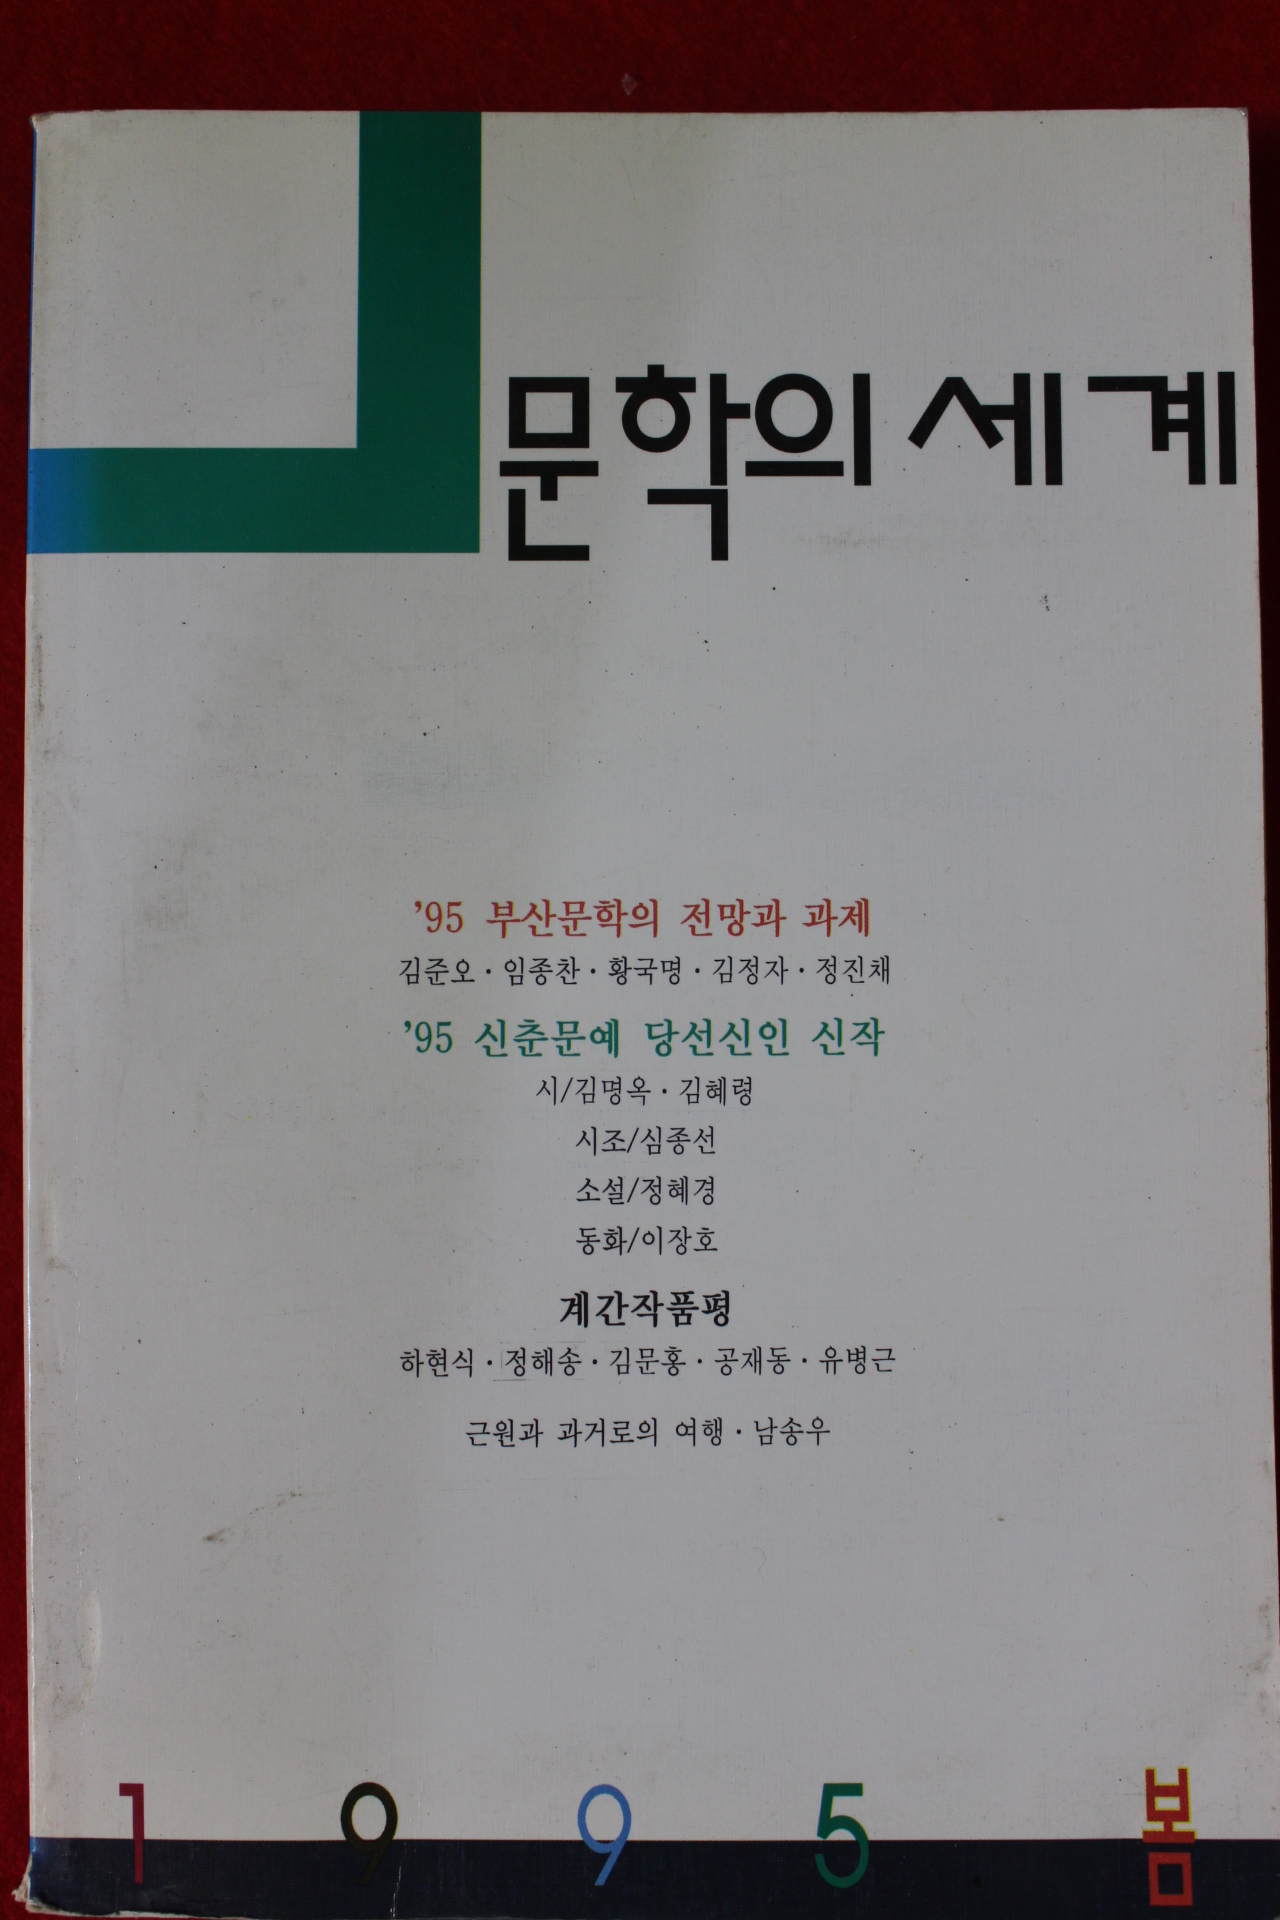 문학의 세계
’95 부산문학의 전망과 과제
김준오·임종찬·황국명·김정자·정진채
’95 신춘문예 당선신인 신작
시/김명옥·김혜령
시조/심종선
소설/정혜경
동화/이장호
계간작품평
하현식·정해송·김문홍·공재동·유병근
근원과 과거로의 여행·남송우
1 9 9 5 봄